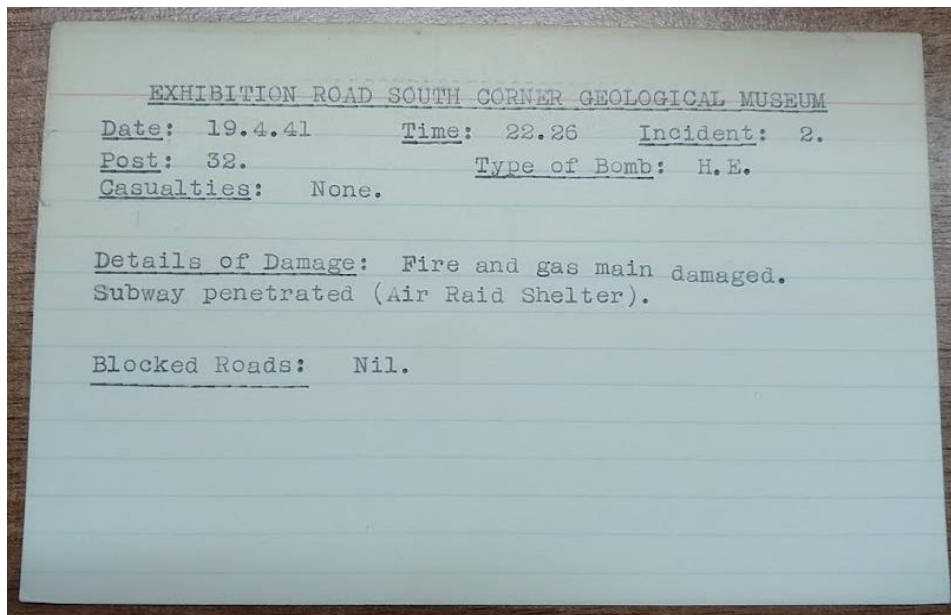 EXHIBITION ROAD SOUTH CORNER GEOLOGICAL MUSEUM
Date: 19.4.41 Time: 22.26 Incident: 2.
Post: 32. Type of Bomb: H.E.
Casualties: None.
Details of Damage: Fire and gas main damaged.
Subway penetrated (Air Raid Shelter).
Blocked Roads: Nil.